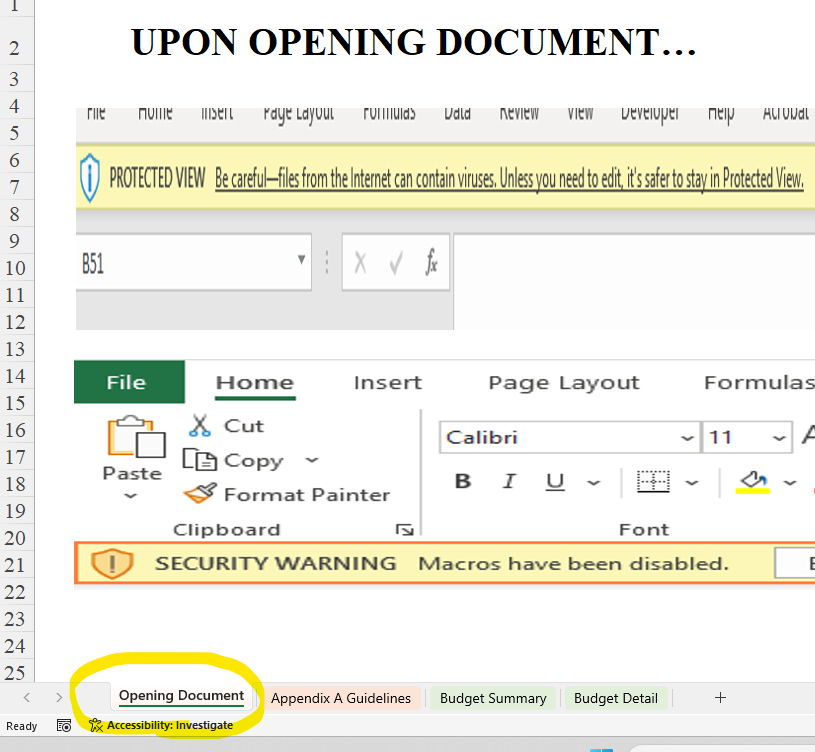 1
2 UPON OPENING DOCUMENT…
3
4 File Home Insert Page Layout Formulas Data Review View Developer Help Acrobat
5
6
7 PROTECTED VIEW Be careful—files from the Internet can contain viruses. Unless you need to edit, it's safer to stay in Protected View.
8
9
10 B51 fx
11
12
13
14 File Home Insert Page Layout Formulas
15
16 Cut
Calibri 11
17 Copy
Paste
18 B I U
19 Format Painter
20 Clipboard Font
21 SECURITY WARNING Macros have been disabled.
22
23
24
25
Opening Document Appendix A Guidelines Budget Summary Budget Detail +
Ready Accessibility: Investigate